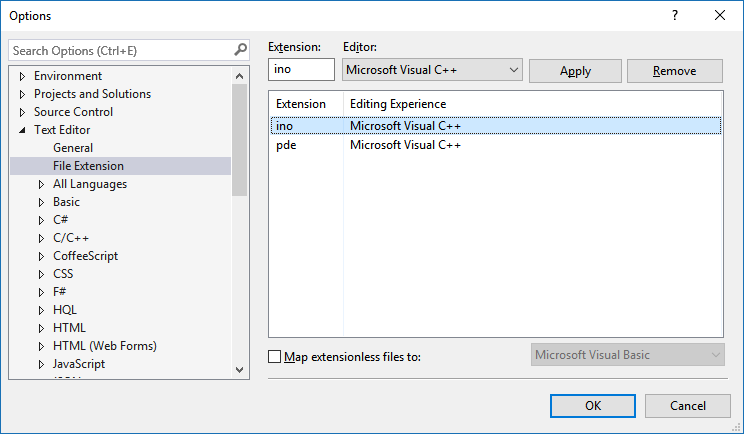 Options
Search Options (Ctrl+E)
Environment
Projects and Solutions
Source Control
Text Editor
General
File Extension
All Languages
Basic
C#
C/C++
CoffeeScript
CSS
F#
HQL
HTML
HTML (Web Forms)
JavaScript
Extension: Editor:
ino Microsoft Visual C++ Apply Remove
Extension Editing Experience
ino Microsoft Visual C++
pde Microsoft Visual C++
Map extensionless files to: Microsoft Visual Basic
OK Cancel